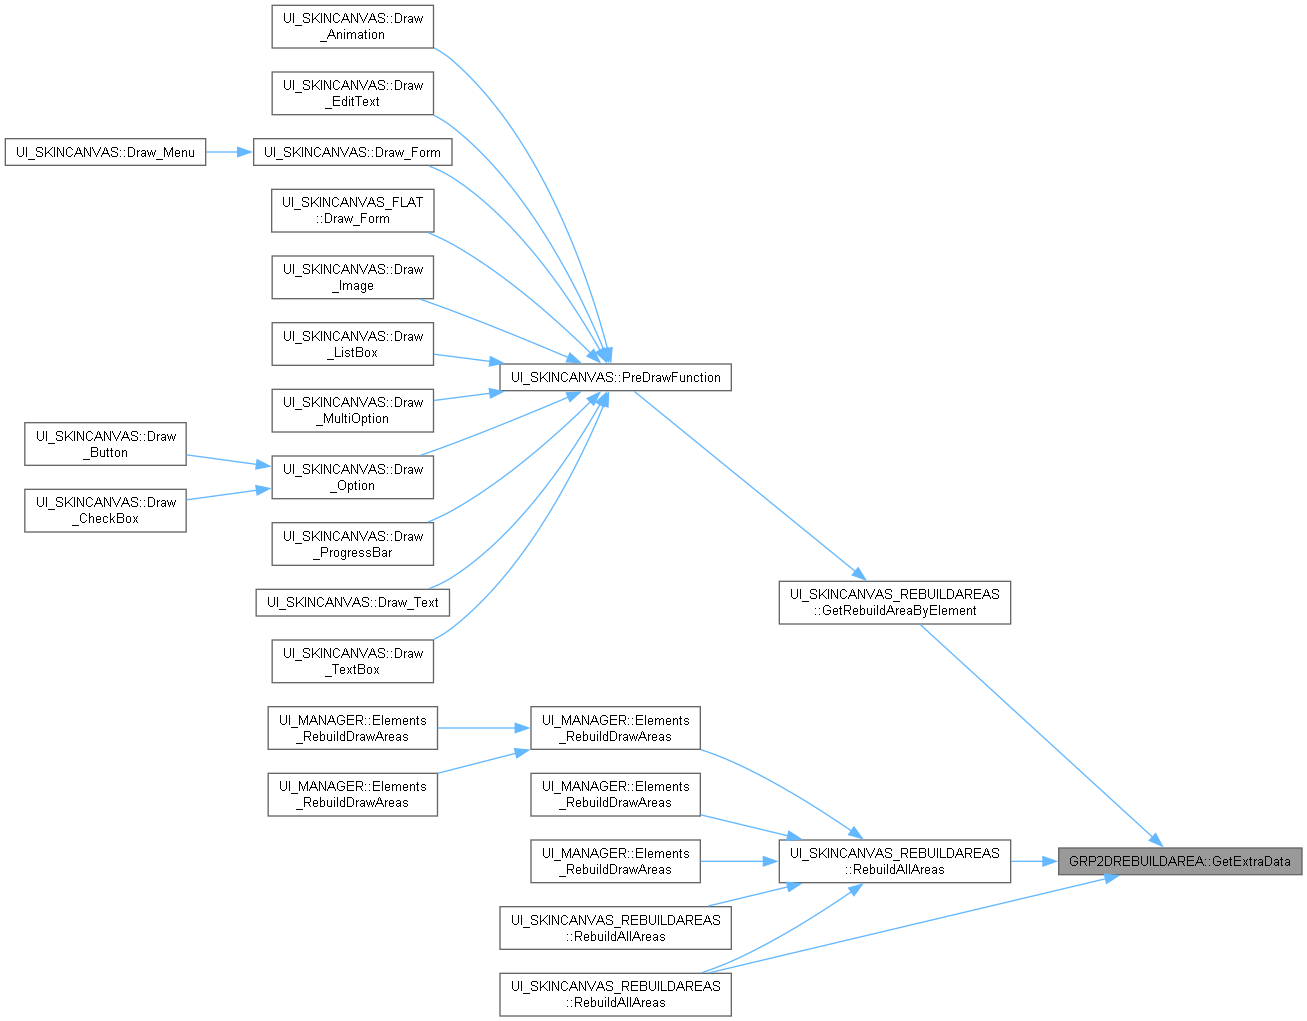 UI_SKINCANVAS::Draw
_Animation
UI_SKINCANVAS::Draw
_EditText
UI_SKINCANVAS::Draw_Menu
UI_SKINCANVAS::Draw_Form
UI_SKINCANVAS_FLAT
::Draw_Form
UI_SKINCANVAS::Draw
_Image
UI_SKINCANVAS::Draw
_ListBox
UI_SKINCANVAS::PreDrawFunction
UI_SKINCANVAS::Draw
_MultiOption
UI_SKINCANVAS::Draw
_Button
UI_SKINCANVAS::Draw
_Option
UI_SKINCANVAS::Draw
_CheckBox
UI_SKINCANVAS::Draw
_ProgressBar
UI_SKINCANVAS::Draw_Text
UI_SKINCANVAS_REBUILDAREAS
::GetRebuildAreaByElement
UI_SKINCANVAS::Draw
_TextBox
UI_MANAGER::Elements
_RebuildDrawAreas
UI_MANAGER::Elements
_RebuildDrawAreas
UI_MANAGER::Elements
_RebuildDrawAreas
UI_MANAGER::Elements
_RebuildDrawAreas
UI_MANAGER::Elements
_RebuildDrawAreas
UI_SKINCANVAS_REBUILDAREAS
::RebuildAllAreas
GRP2DREBUILDAREA::GetExtraData
UI_SKINCANVAS_REBUILDAREAS
::RebuildAllAreas
UI_SKINCANVAS_REBUILDAREAS
::RebuildAllAreas